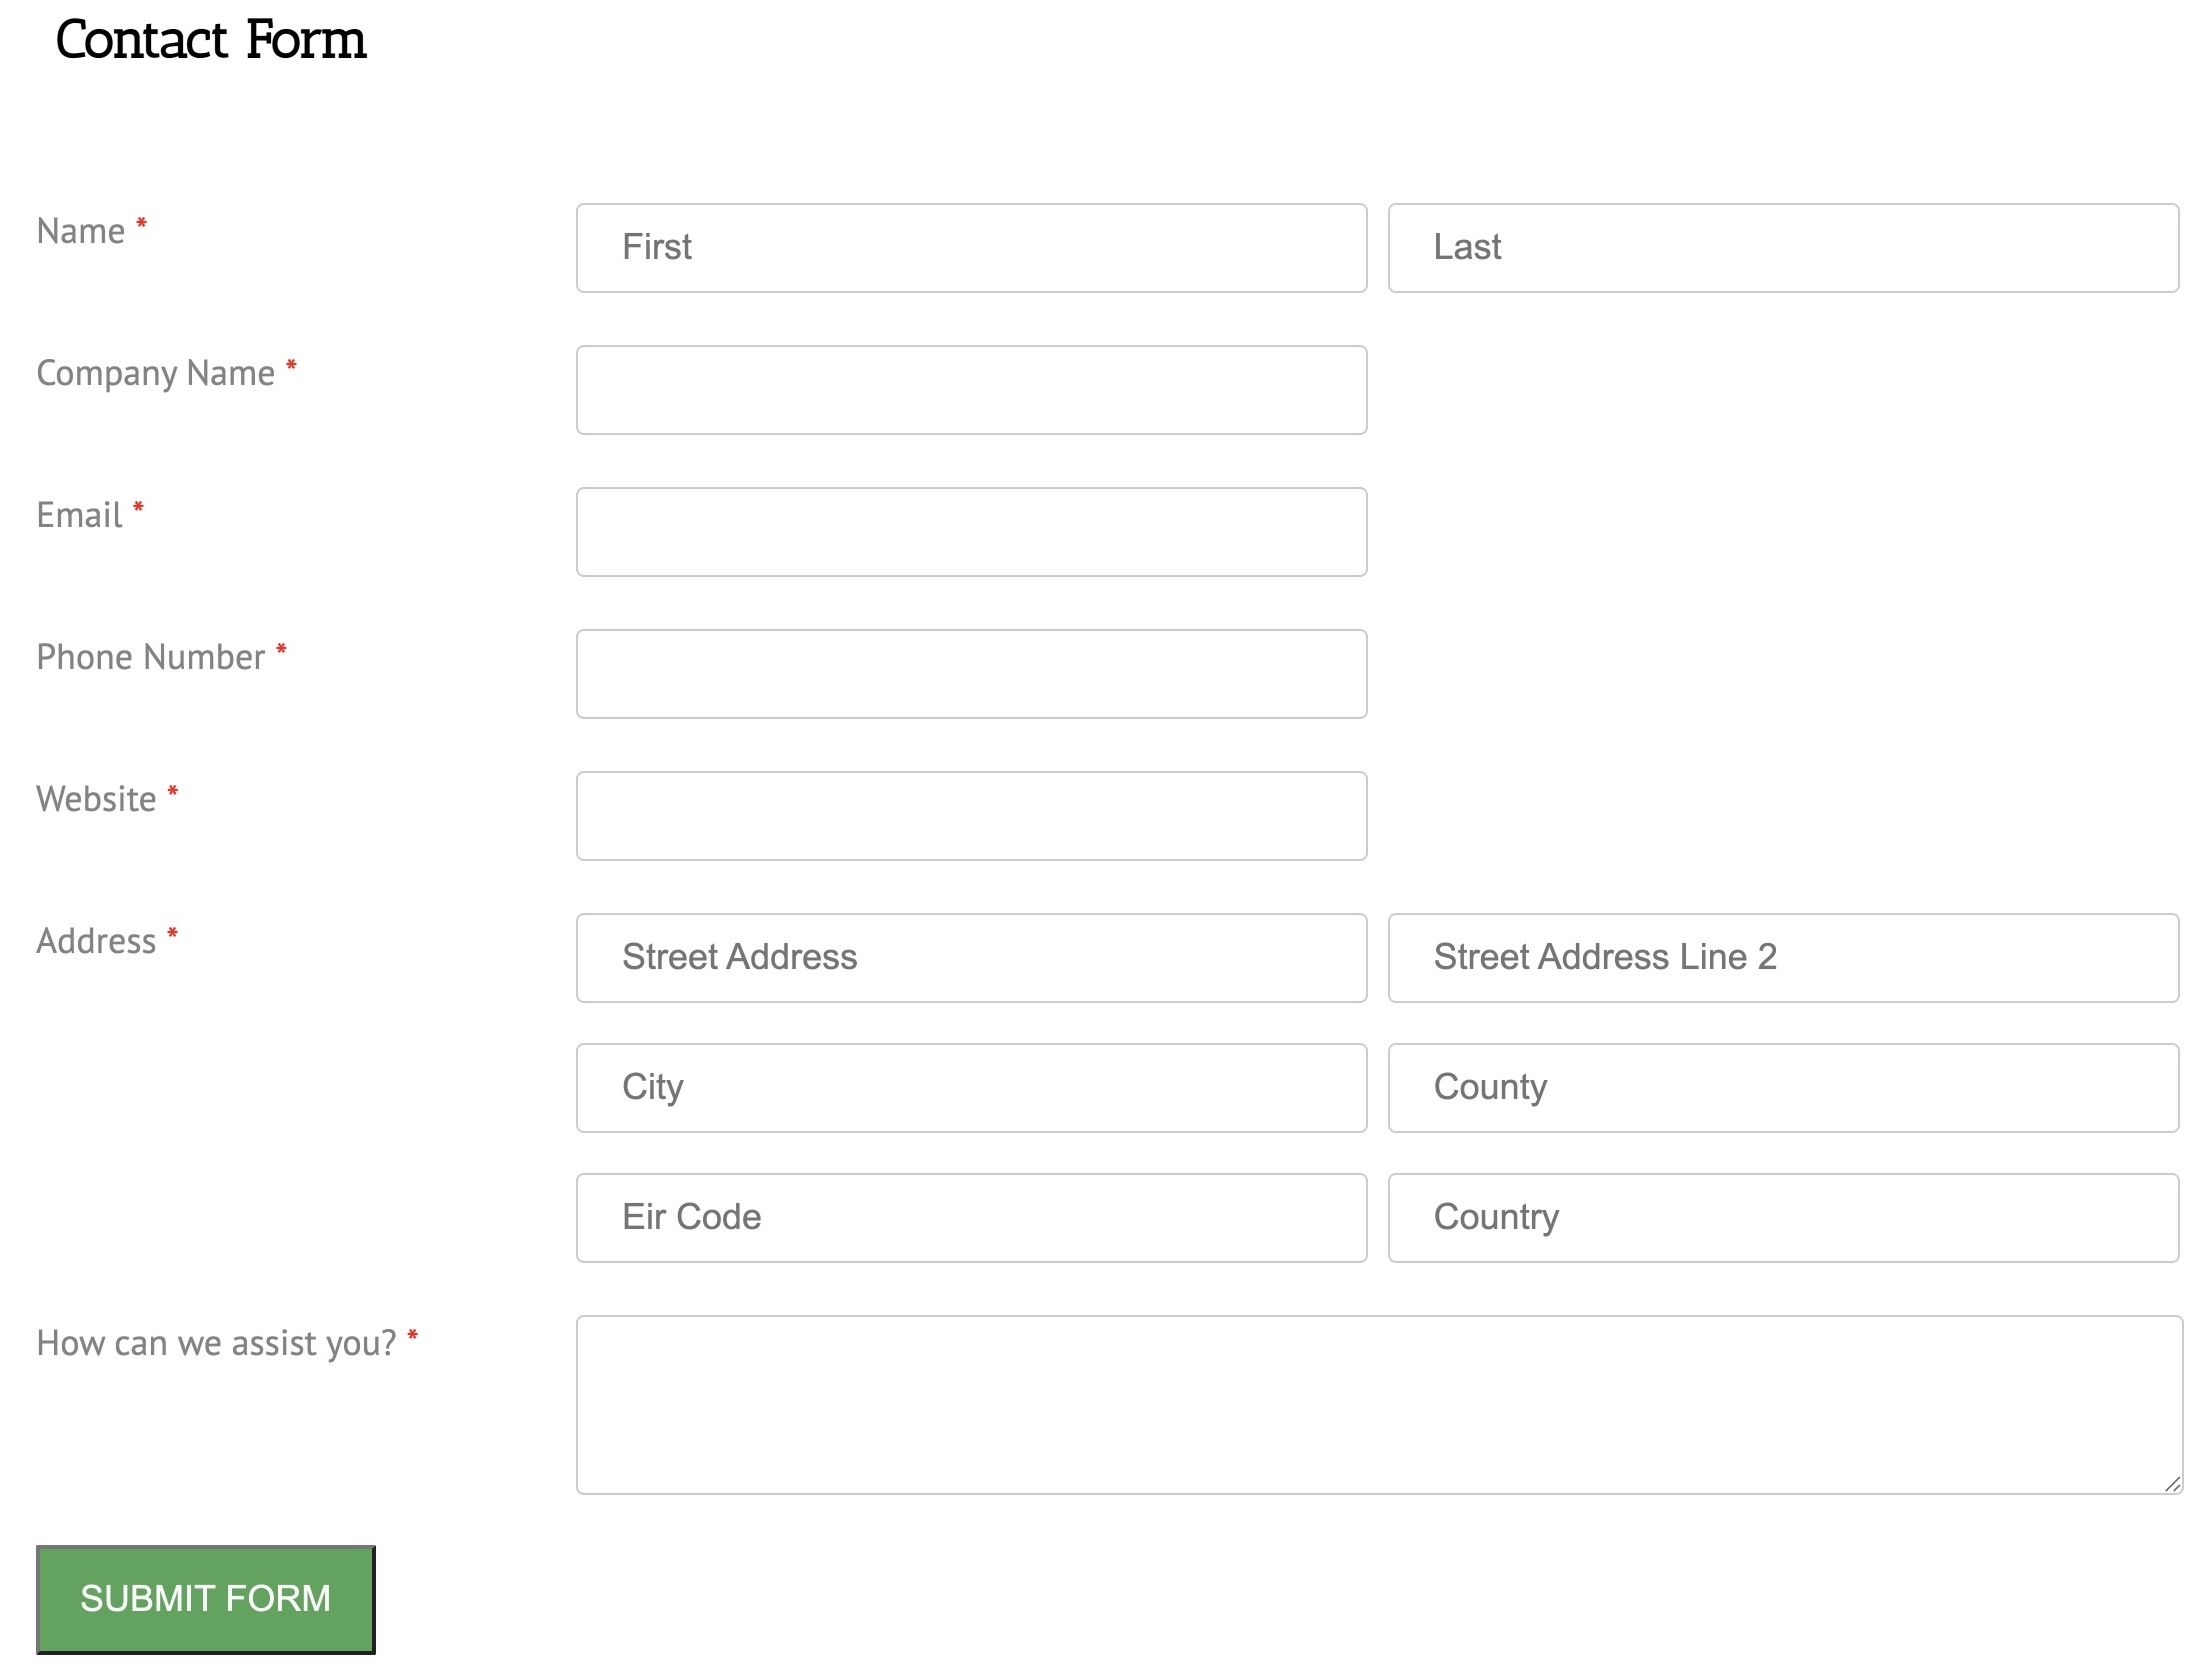 Contact Form
Name * First Last
Company Name *
Email *
Phone Number *
Website *
Address * Street Address Street Address Line 2
City County
Eir Code Country
How can we assist you? *
SUBMIT FORM